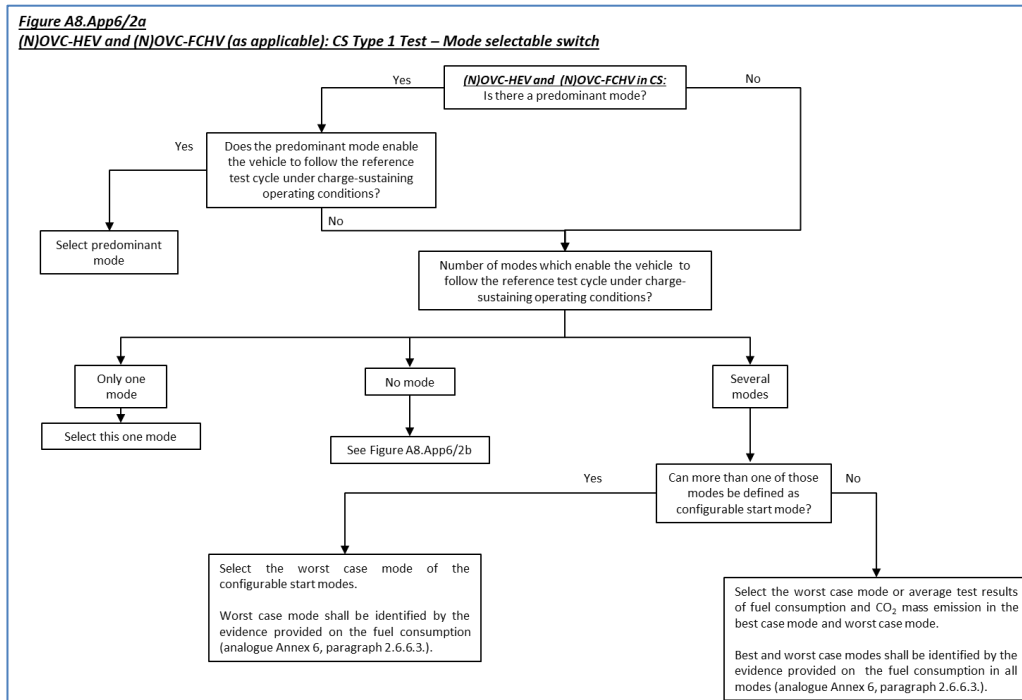 Figure A8.App6/2a
(N)OVC-HEV and (N)OVC-FCHV (as applicable): CS Type 1 Test – Mode selectable switch
Yes
(N)OVC-HEV and (N)OVC-FCHV in CS:
Is there a predominant mode?
No
Yes
Does the predominant mode enable
the vehicle to follow the reference
test cycle under charge-sustaining
operating conditions?
No
Select predominant
mode
Number of modes which enable the vehicle to
follow the reference test cycle under charge-
sustaining operating conditions?
Only one
mode
No mode
Several
modes
Select this one mode
See Figure A8.App6/2b
Yes
Can more than one of those
modes be defined as
configurable start mode?
No
Select the worst case mode of the
configurable start modes.
Worst case mode shall be identified by the
evidence provided on the fuel consumption
(analogue Annex 6, paragraph 2.6.6.3.).
Select the worst case mode or average test results
of fuel consumption and CO₂ mass emission in the
best case mode and worst case mode.
Best and worst case modes shall be identified by the
evidence provided on the fuel consumption in all
modes (analogue Annex 6, paragraph 2.6.6.3.).